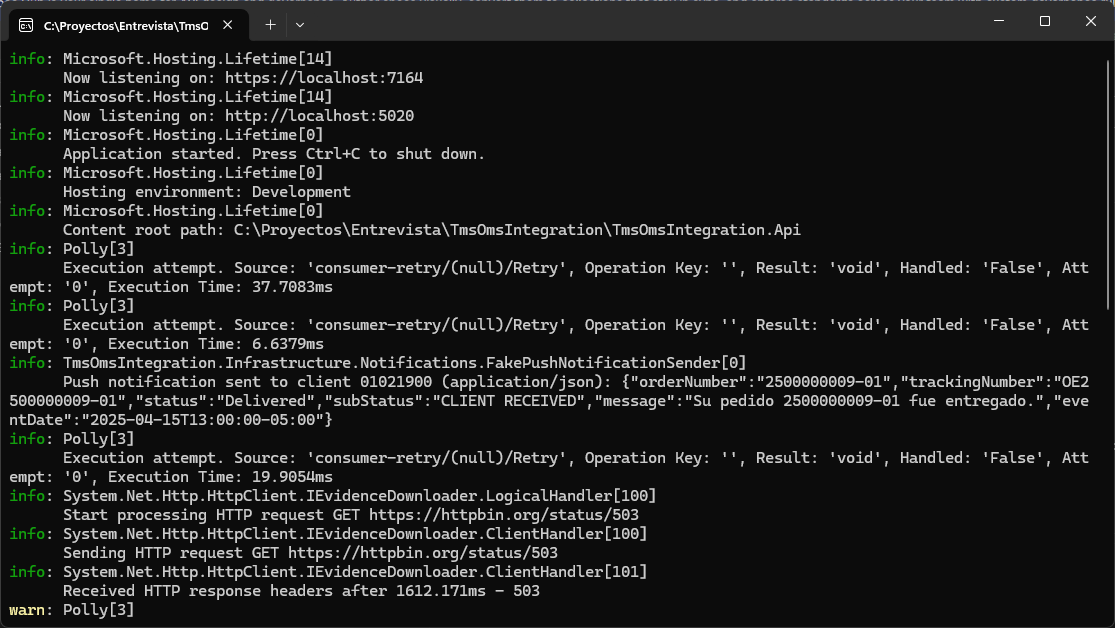 C:\Proyectos\Entrevista\TmsO
info: Microsoft.Hosting.Lifetime[14]
      Now listening on: https://localhost:7164
info: Microsoft.Hosting.Lifetime[14]
      Now listening on: http://localhost:5020
info: Microsoft.Hosting.Lifetime[0]
      Application started. Press Ctrl+C to shut down.
info: Microsoft.Hosting.Lifetime[0]
      Hosting environment: Development
info: Microsoft.Hosting.Lifetime[0]
      Content root path: C:\Proyectos\Entrevista\TmsOmsIntegration\TmsOmsIntegration.Api
info: Polly[3]
      Execution attempt. Source: 'consumer-retry/(null)/Retry', Operation Key: '', Result: 'void', Handled: 'False', Att
empt: '0', Execution Time: 37.7083ms
info: Polly[3]
      Execution attempt. Source: 'consumer-retry/(null)/Retry', Operation Key: '', Result: 'void', Handled: 'False', Att
empt: '0', Execution Time: 6.6379ms
info: TmsOmsIntegration.Infrastructure.Notifications.FakePushNotificationSender[0]
      Push notification sent to client 01021900 (application/json): {"orderNumber":"2500000009-01","trackingNumber":"OE2
500000009-01","status":"Delivered","subStatus":"CLIENT RECEIVED","message":"Su pedido 2500000009-01 fue entregado.","eve
ntDate":"2025-04-15T13:00:00-05:00"}
info: Polly[3]
      Execution attempt. Source: 'consumer-retry/(null)/Retry', Operation Key: '', Result: 'void', Handled: 'False', Att
empt: '0', Execution Time: 19.9054ms
info: System.Net.Http.HttpClient.IEvidenceDownloader.LogicalHandler[100]
      Start processing HTTP request GET https://httpbin.org/status/503
info: System.Net.Http.HttpClient.IEvidenceDownloader.ClientHandler[100]
      Sending HTTP request GET https://httpbin.org/status/503
info: System.Net.Http.HttpClient.IEvidenceDownloader.ClientHandler[101]
      Received HTTP response headers after 1612.171ms - 503
warn: Polly[3]